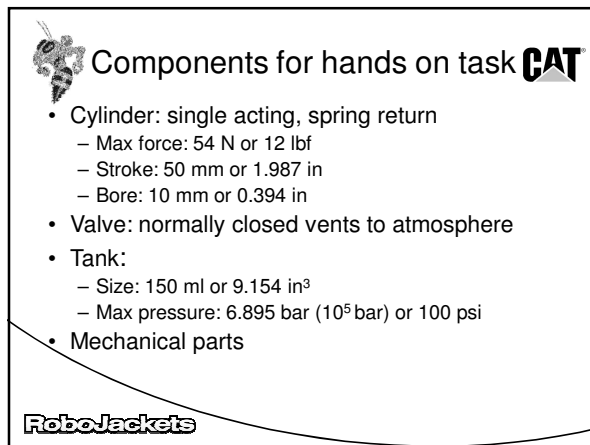 Components for hands on task CAT
• Cylinder: single acting, spring return
– Max force: 54 N or 12 lbf
– Stroke: 50 mm or 1.987 in
– Bore: 10 mm or 0.394 in
• Valve: normally closed vents to atmosphere
• Tank:
– Size: 150 ml or 9.154 in³
– Max pressure: 6.895 bar (10⁵ bar) or 100 psi
• Mechanical parts
RoboJackets